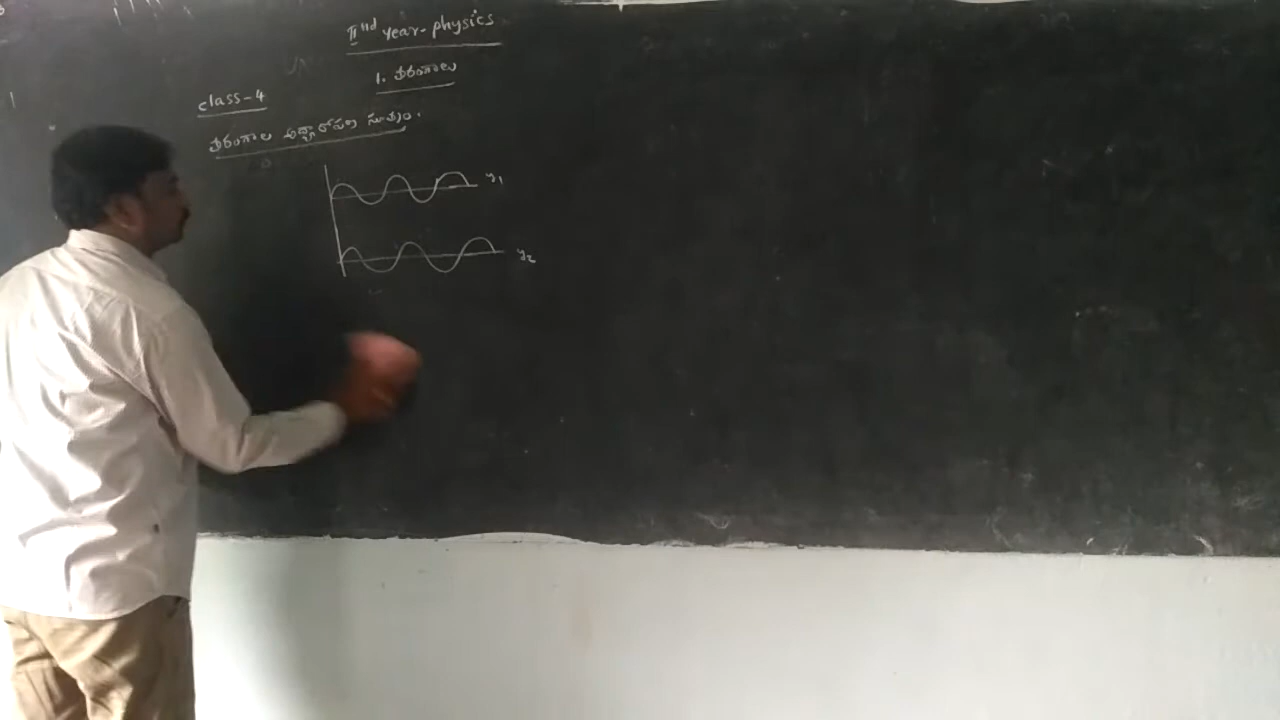 IInd year-physics
1. తరంగాలు
class-4
తరంగాల అధ్యారోపణ సూత్రం.
y1
y2